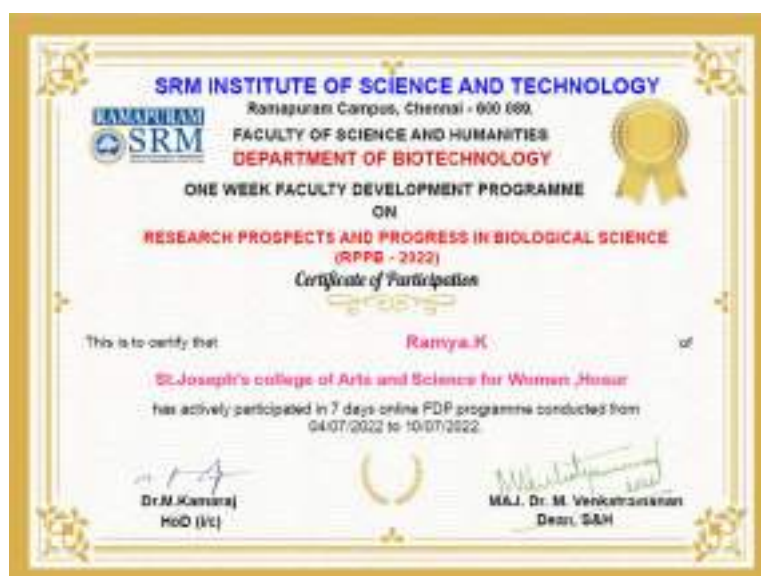 SRM INSTITUTE OF SCIENCE AND TECHNOLOGY
Ramapuram Campus, Chennai - 600 089.
RAMAPURAM
SRM
FACULTY OF SCIENCE AND HUMANITIES
DEPARTMENT OF BIOTECHNOLOGY
ONE WEEK FACULTY DEVELOPMENT PROGRAMME
ON
RESEARCH PROSPECTS AND PROGRESS IN BIOLOGICAL SCIENCE
(RPPB - 2022)
Certificate of Participation
This is to certify that Ramya.K of
St.Joseph's college of Arts and Science for Women ,Hosur
has actively participated in 7 days online FDP programme conducted from
04/07/2022 to 10/07/2022.
Dr.M.Kamaraj
HoD (i/c)
MAJ. Dr. M. Venkatramanan
Dean, S&H